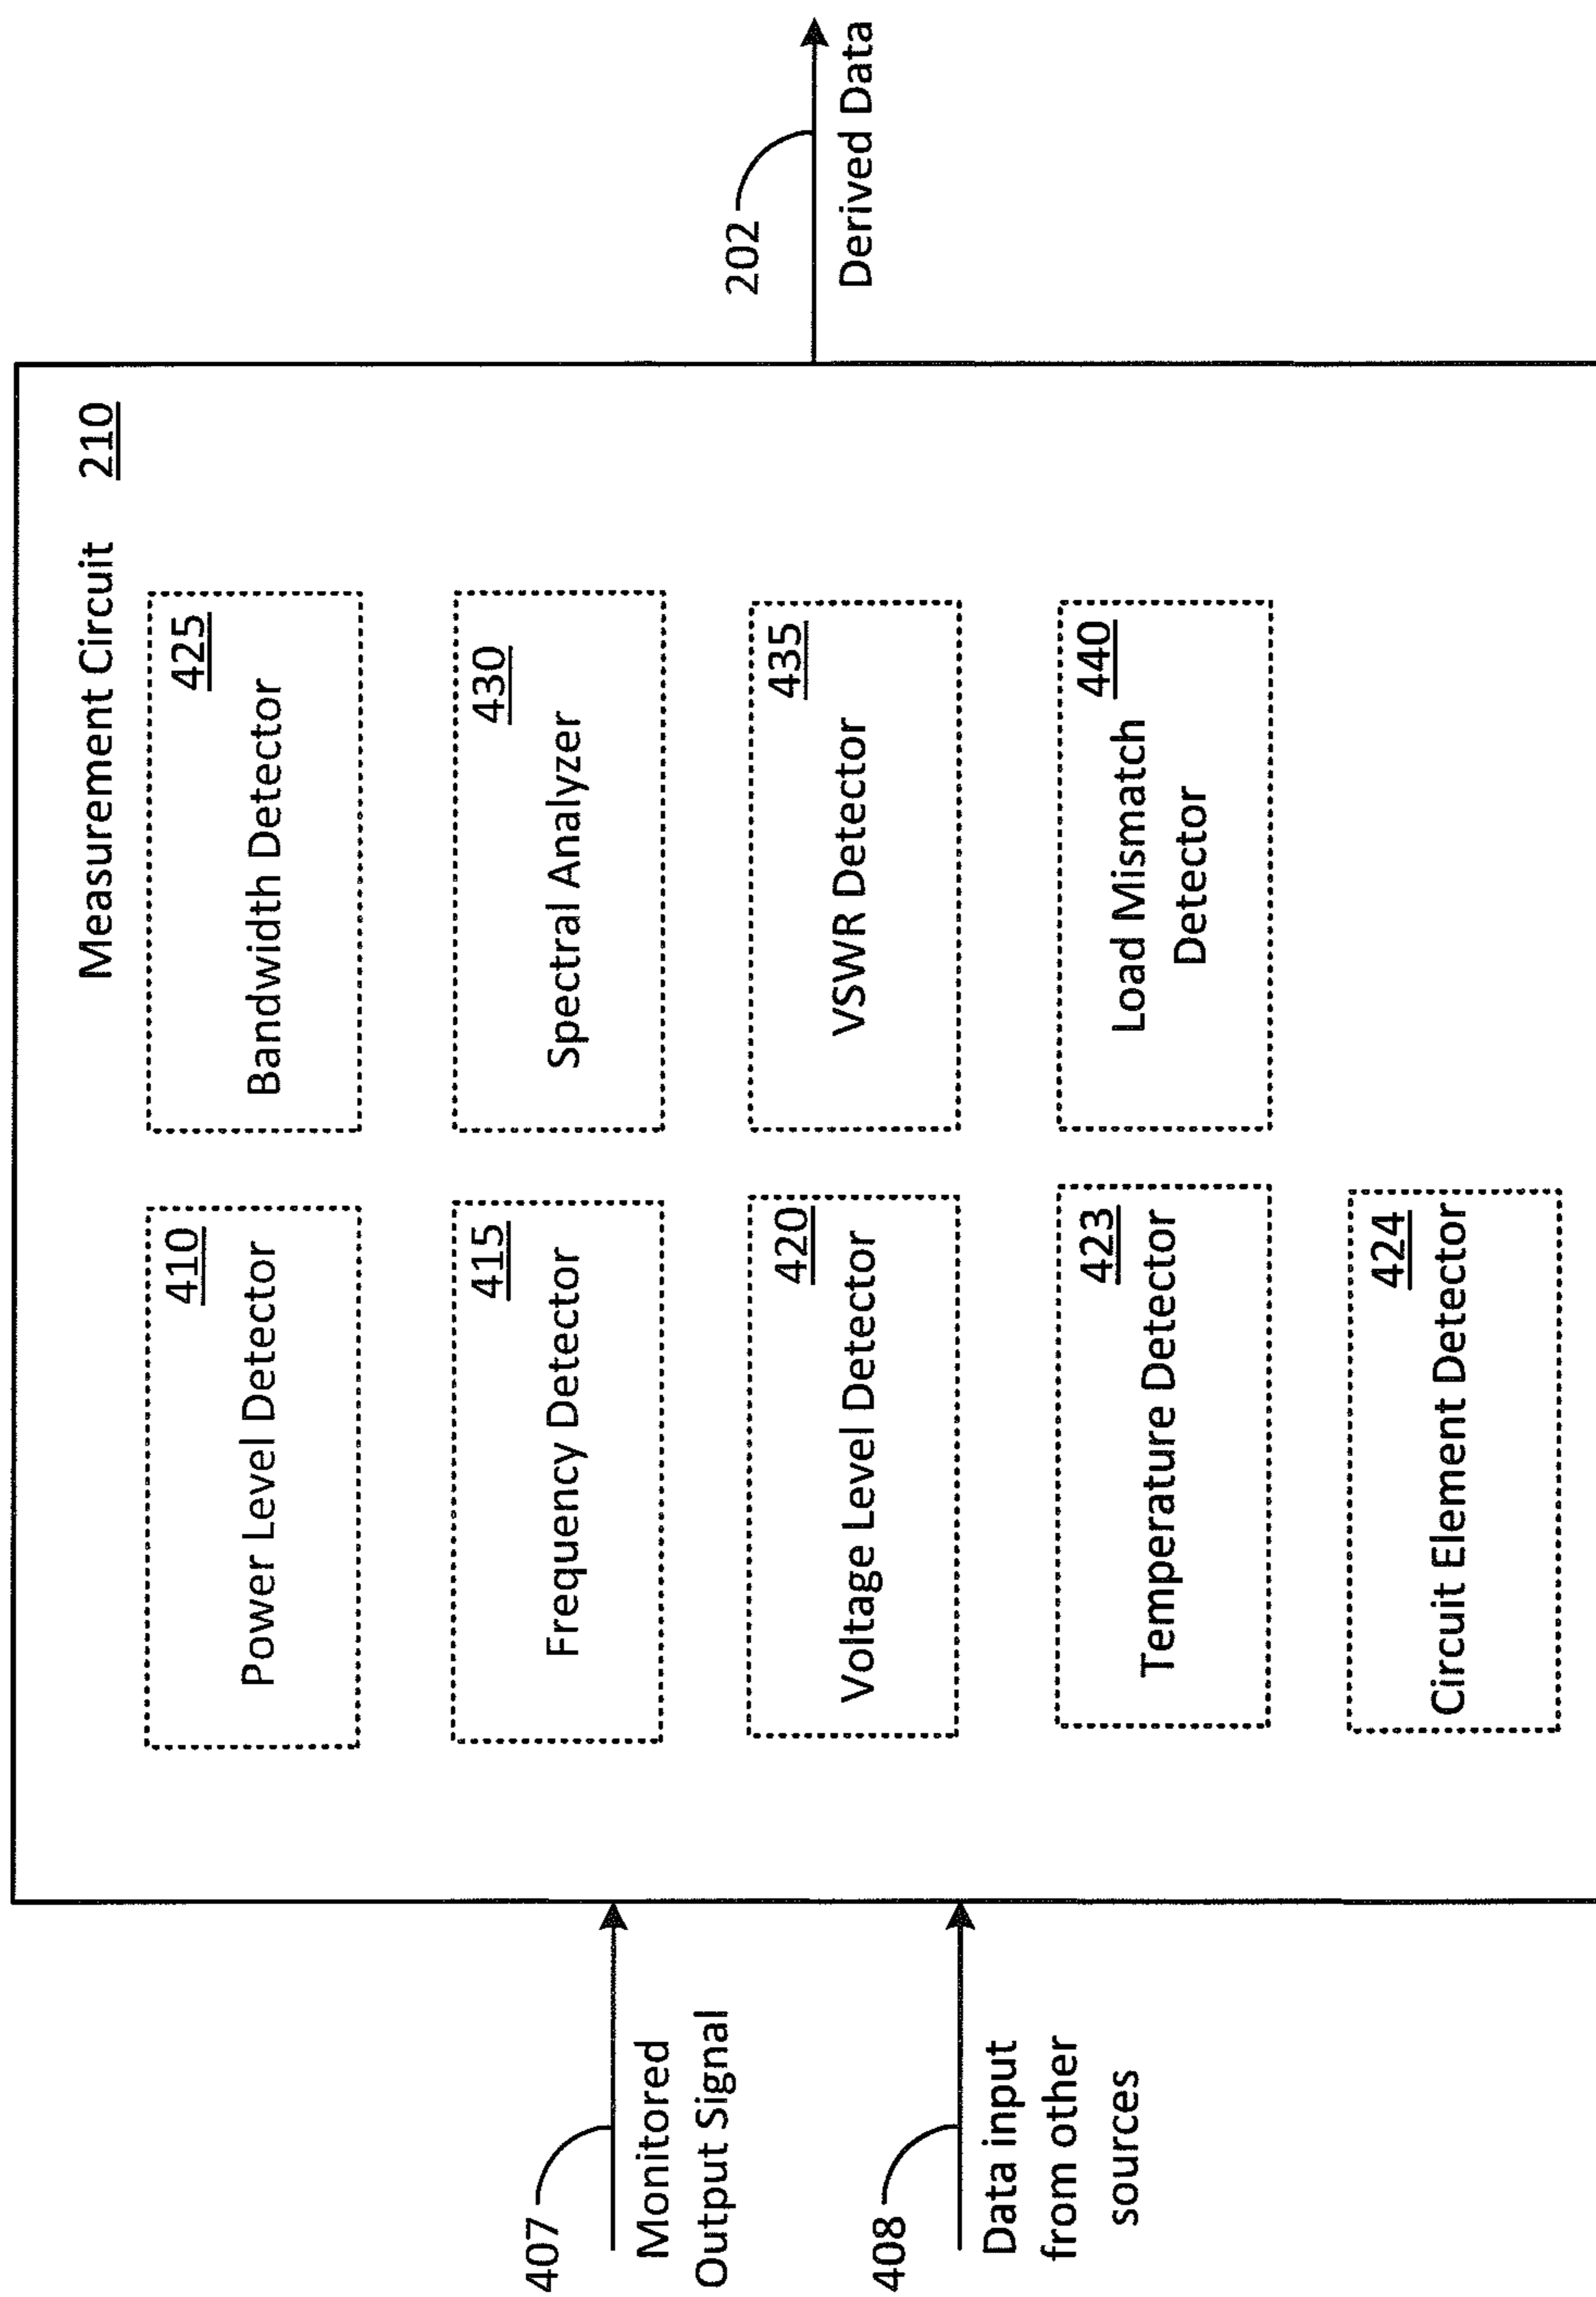 Measurement Circuit 210
410
Power Level Detector
425
Bandwidth Detector
415
Frequency Detector
430
Spectral Analyzer
407
Monitored
Output Signal
420
Voltage Level Detector
435
VSWR Detector
202
Derived Data
408
Data input
from other
sources
423
Temperature Detector
440
Load Mismatch
Detector
424
Circuit Element Detector